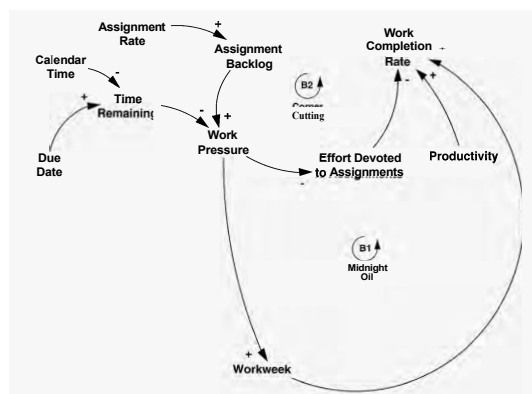 Assignment
Rate
+
Assignment
Backlog
Calendar
Time
-
+
Time
Remaining
-
+
Work
Pressure
Due
Date
B2
Corner
Cutting
Work
Completion
Rate
+
-
+
Effort Devoted
to Assignments
-
Productivity
B1
Midnight
Oil
+
Workweek